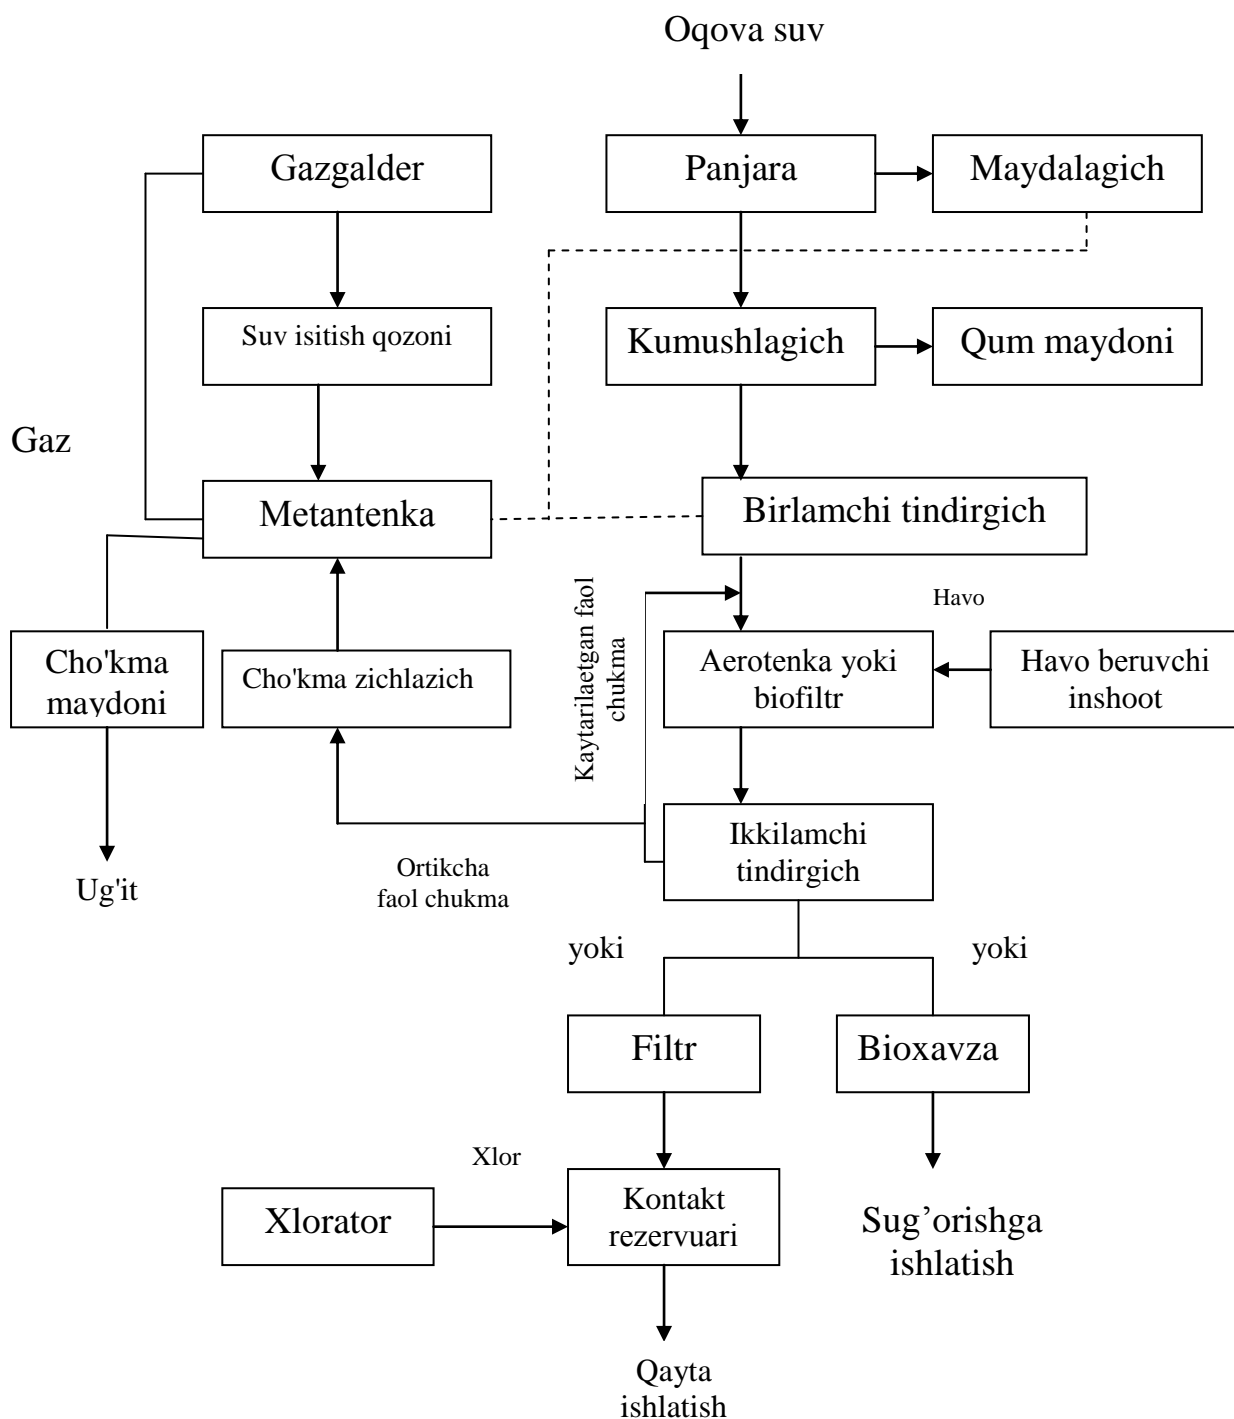 Oqova suv
Gazgalder
Panjara
Maydalagich
Suv isitish qozoni
Kumushlagich
Qum maydoni
Gaz
Metantenka
Birlamchi tindirgich
Kaytarilaetgan faol
chukma
Havo
Cho'kma
maydoni
Cho'kma zichlazich
Aerotenka yoki
biofiltr
Havo beruvchi
inshoot
Ikkilamchi
tindirgich
Ug'it
Ortikcha
faol chukma
yoki
yoki
Filtr
Bioxavza
Xlor
Xlorator
Kontakt
rezervuari
Sug’orishga
ishlatish
Qayta
ishlatish